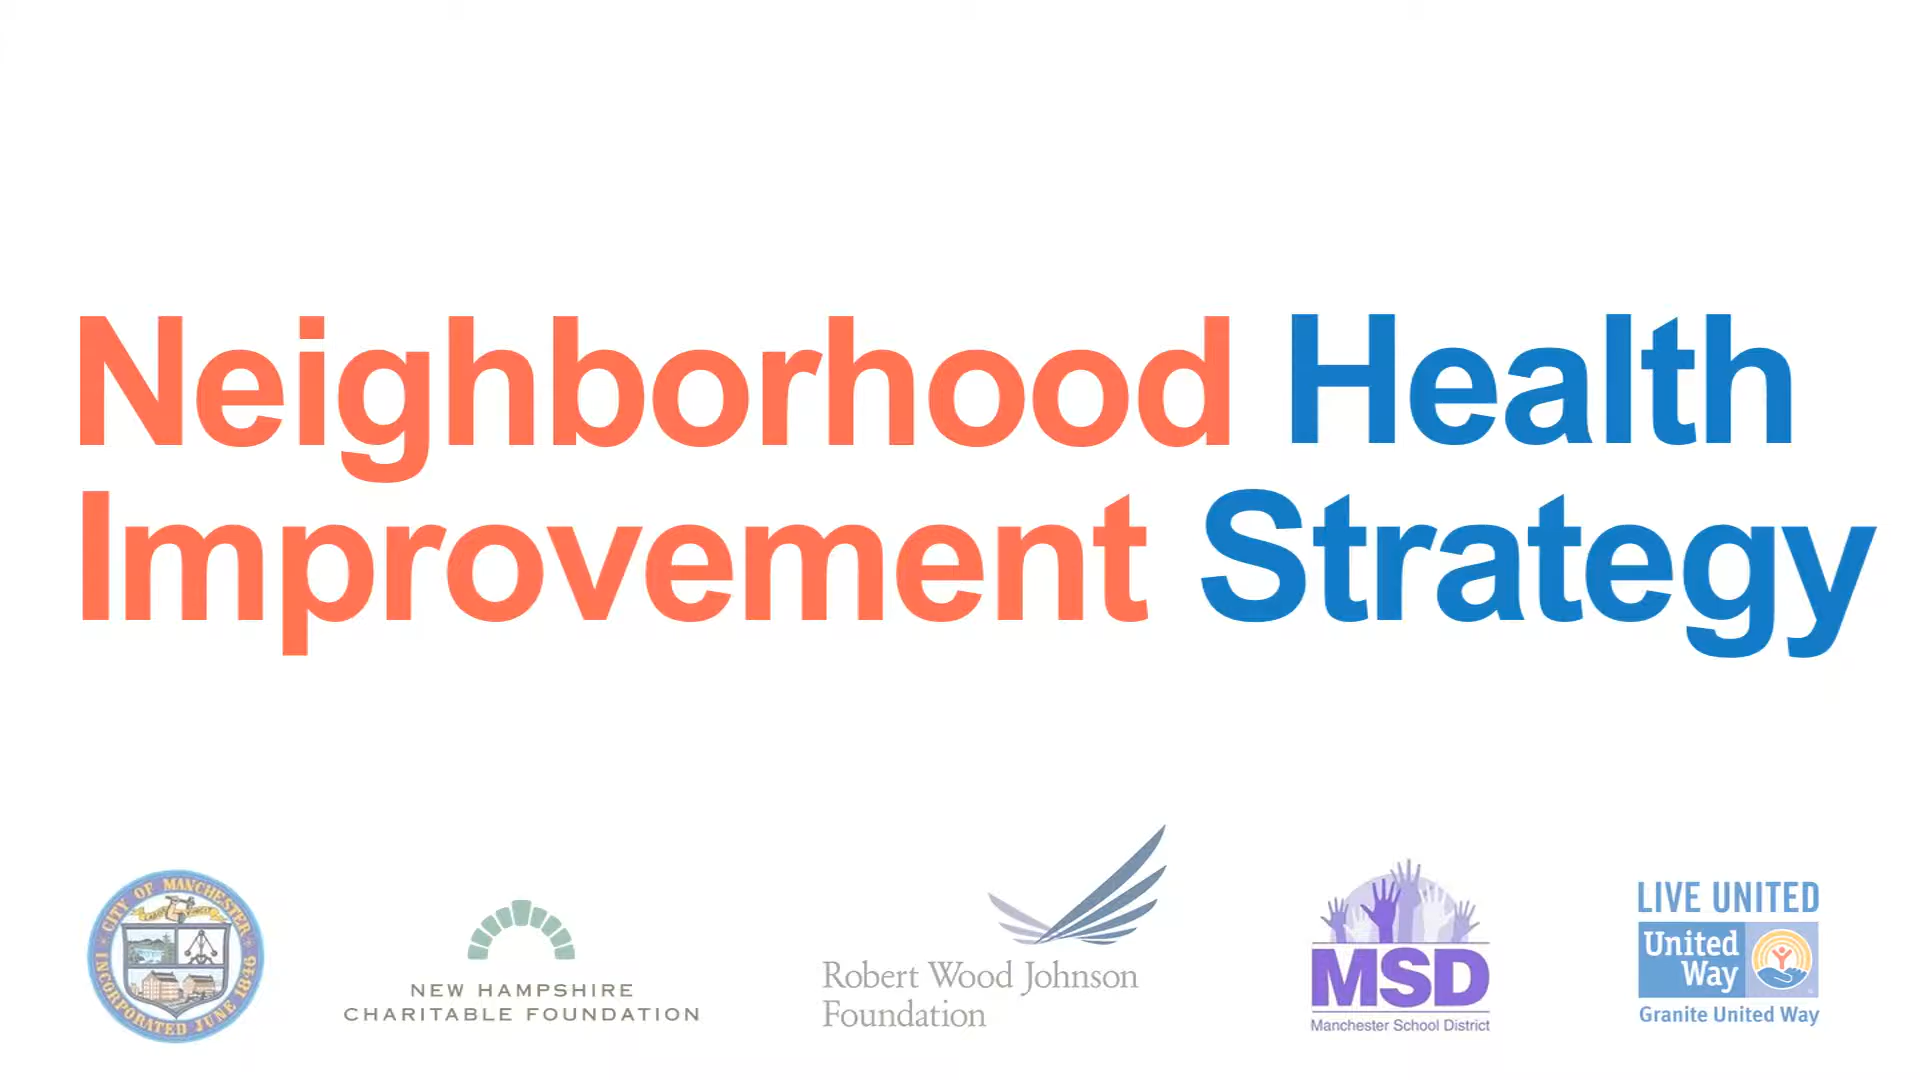 Neighborhood Health
Improvement Strategy
CITY OF MANCHESTER
INCORPORATED JUNE 1846
NEW HAMPSHIRE
CHARITABLE FOUNDATION
Robert Wood Johnson
Foundation
MSD
Manchester School District
LIVE UNITED
United
Way
Granite United Way